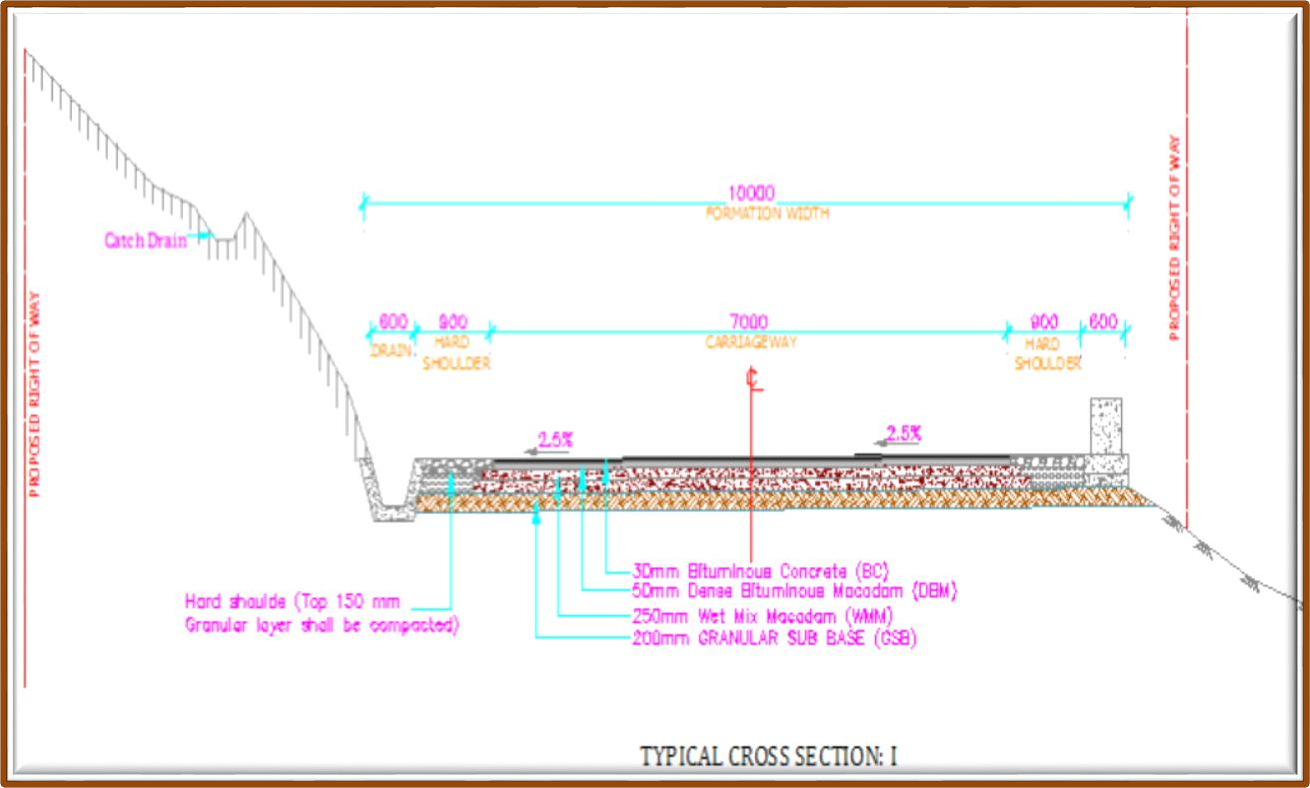 10000
FORMATION WIDTH
PROPOSED RIGHT OF WAY
Catch Drain
PROPOSED RIGHT OF WAY
600
900
7000
900
600
DRAIN
HARD
SHOULDER
CARRIAGEWAY
HARD
SHOULDER
℄
2.5%
2.5%
30mm Bituminous Concrete (BC)
50mm Dense Bituminous Macadam (DBM)
250mm Wet Mix Macadam (WMM)
200mm GRANULAR SUB BASE (GSB)
Hard shoulde (Top 150 mm
Granular layer shall be compacted)
TYPICAL CROSS SECTION: I